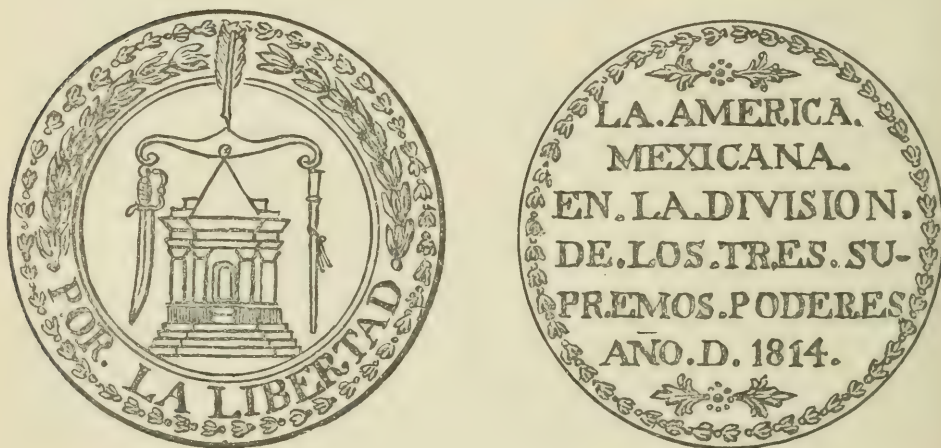 POR. LA LIBERTAD
LA.AMERICA.
MEXICANA.
EN.LA.DIVISION.
DE.LOS.TRES.SU-
PREMOS.PODERES
AÑO.D.1814.